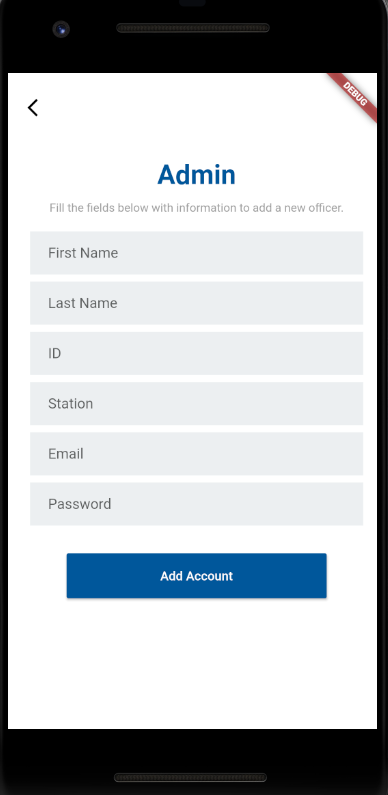 DEBUG
Admin
Fill the fields below with information to add a new officer.
First Name
Last Name
ID
Station
Email
Password
Add Account